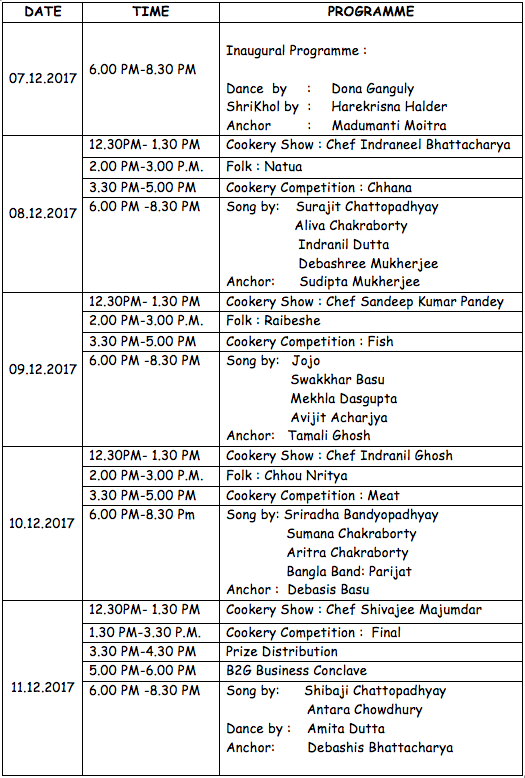 DATE TIME PROGRAMME
07.12.2017
6.00 PM-8.30 PM
Inaugural Programme :
Dance by : Dona Ganguly
ShriKhol by : Harekrisna Halder
Anchor : Madumanti Moitra
08.12.2017
12.30PM- 1.30 PM Cookery Show : Chef Indraneel Bhattacharya
2.00 PM-3.00 P.M. Folk : Natua
3.30 PM-5.00 PM Cookery Competition : Chhana
6.00 PM -8.30 PM Song by: Surajit Chattopadhyay
Aliva Chakraborty
Indranil Dutta
Debashree Mukherjee
Anchor: Sudipta Mukherjee
09.12.2017
12.30PM- 1.30 PM Cookery Show : Chef Sandeep Kumar Pandey
2.00 PM-3.00 P.M. Folk : Raibeshe
3.30 PM-5.00 PM Cookery Competition : Fish
6.00 PM -8.30 PM Song by: Jojo
Swakkhar Basu
Mekhla Dasgupta
Avijit Acharjya
Anchor: Tamali Ghosh
10.12.2017
12.30PM- 1.30 PM Cookery Show : Chef Indranil Ghosh
2.00 PM-3.00 P.M. Folk : Chhou Nritya
3.30 PM-5.00 PM Cookery Competition : Meat
6.00 PM-8.30 Pm Song by: Sriradha Bandyopadhyay
Sumana Chakraborty
Aritra Chakraborty
Bangla Band: Parijat
Anchor : Debasis Basu
11.12.2017
12.30PM- 1.30 PM Cookery Show : Chef Shivajee Majumdar
1.30 PM-3.30 P.M. Cookery Competition : Final
3.30 PM-4.30 PM Prize Distribution
5.00 PM-6.00 PM B2G Business Conclave
6.00 PM -8.30 PM Song by: Shibaji Chattopadhyay
Antara Chowdhury
Dance by : Amita Dutta
Anchor: Debashis Bhattacharya